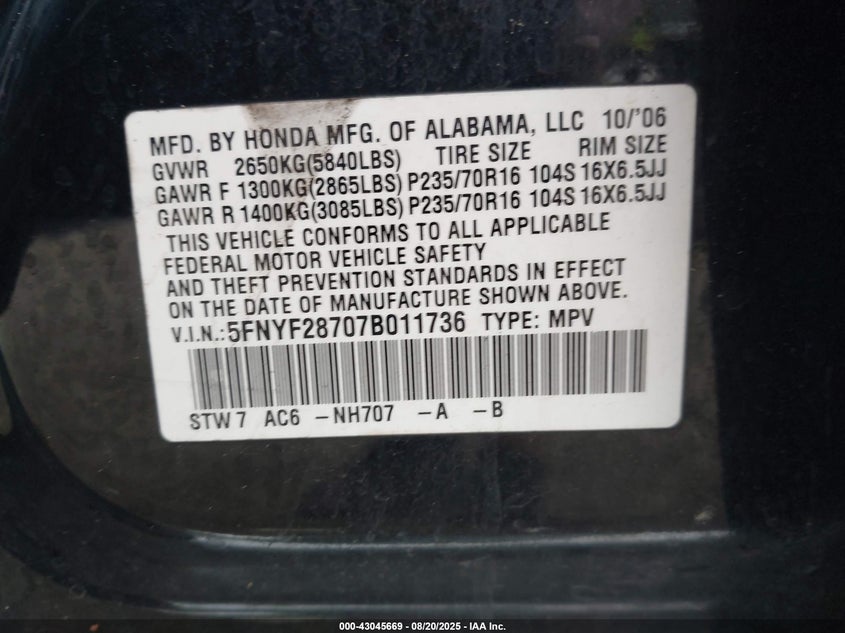 MFD. BY HONDA MFG. OF ALABAMA, LLC 10/'06
GVWR 2650KG(5840LBS) TIRE SIZE RIM SIZE
GAWR F 1300KG(2865LBS) P235/70R16 104S 16X6.5JJ
GAWR R 1400KG(3085LBS) P235/70R16 104S 16X6.5JJ
THIS VEHICLE CONFORMS TO ALL APPLICABLE
FEDERAL MOTOR VEHICLE SAFETY
AND THEFT PREVENTION STANDARDS IN EFFECT
ON THE DATE OF MANUFACTURE SHOWN ABOVE.
V.I.N.: 5FNYF28707B011736 TYPE: MPV
STW7 AC6 -NH707 -A -B
000-43045669 - 08/20/2025 - IAA Inc.